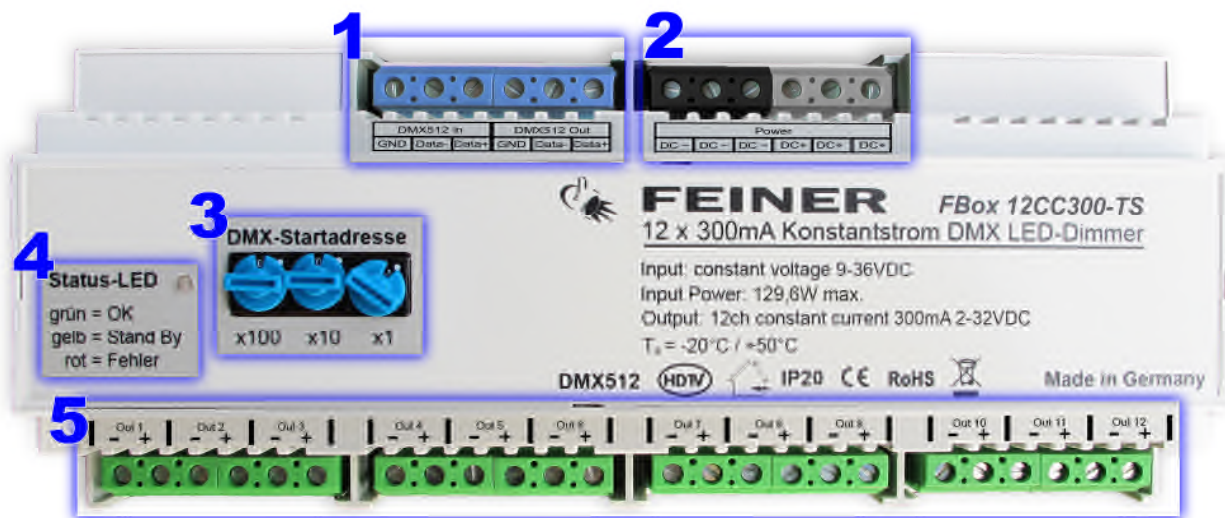 1
2
DMX512 In
DMX512 Out
GND Data- Data+ GND Data- Data+
Power
DC - DC - DC - DC+ DC+ DC+
3
DMX-Startadresse
x100 x10 x1
4
Status-LED
grün = OK
gelb = Stand By
rot = Fehler
FEINER FBox 12CC300-TS
12 x 300mA Konstantstrom DMX LED-Dimmer
Input: constant voltage 9-36VDC
Input Power: 129,6W max.
Output: 12ch constant current 300mA 2-32VDC
Tₐ = -20°C / +50°C
DMX512 HDTV IP20 CE RoHS Made in Germany
5
Out 1 Out 2 Out 3 Out 4 Out 5 Out 6 Out 7 Out 8 Out 9 Out 10 Out 11 Out 12
- + - + - + - + - + - + - + - + - + - + - + - +